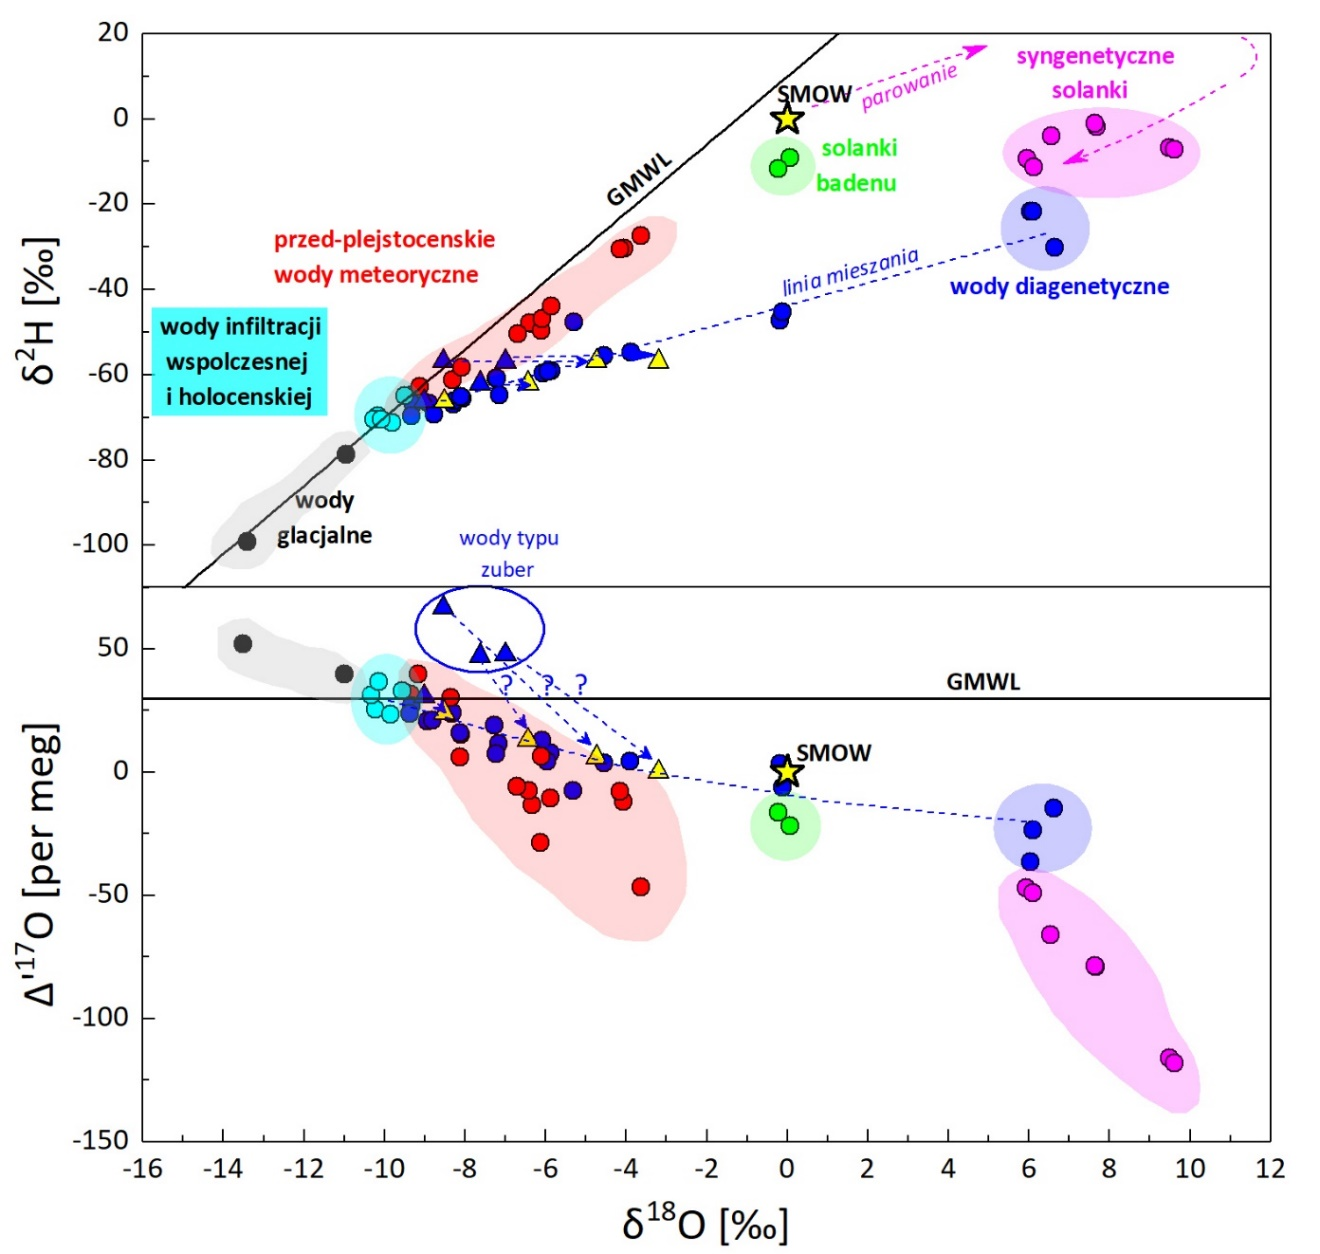 20
0
-20
-40
-60
-80
-100
δ²H [‰]
SMOW
parowanie
syngenetyczne
solanki
solanki
badenu
GMWL
przed-plejstocenskie
wody meteoryczne
linia mieszania
wody diagenetyczne
wody infiltracji
wspolczesnej
i holocenskiej
wody
glacjalne
wody typu
zuber
50
0
-50
-100
-150
Δ'¹⁷O [per meg]
? ? ?
GMWL
SMOW
-16 -14 -12 -10 -8 -6 -4 -2 0 2 4 6 8 10 12
δ¹⁸O [‰]